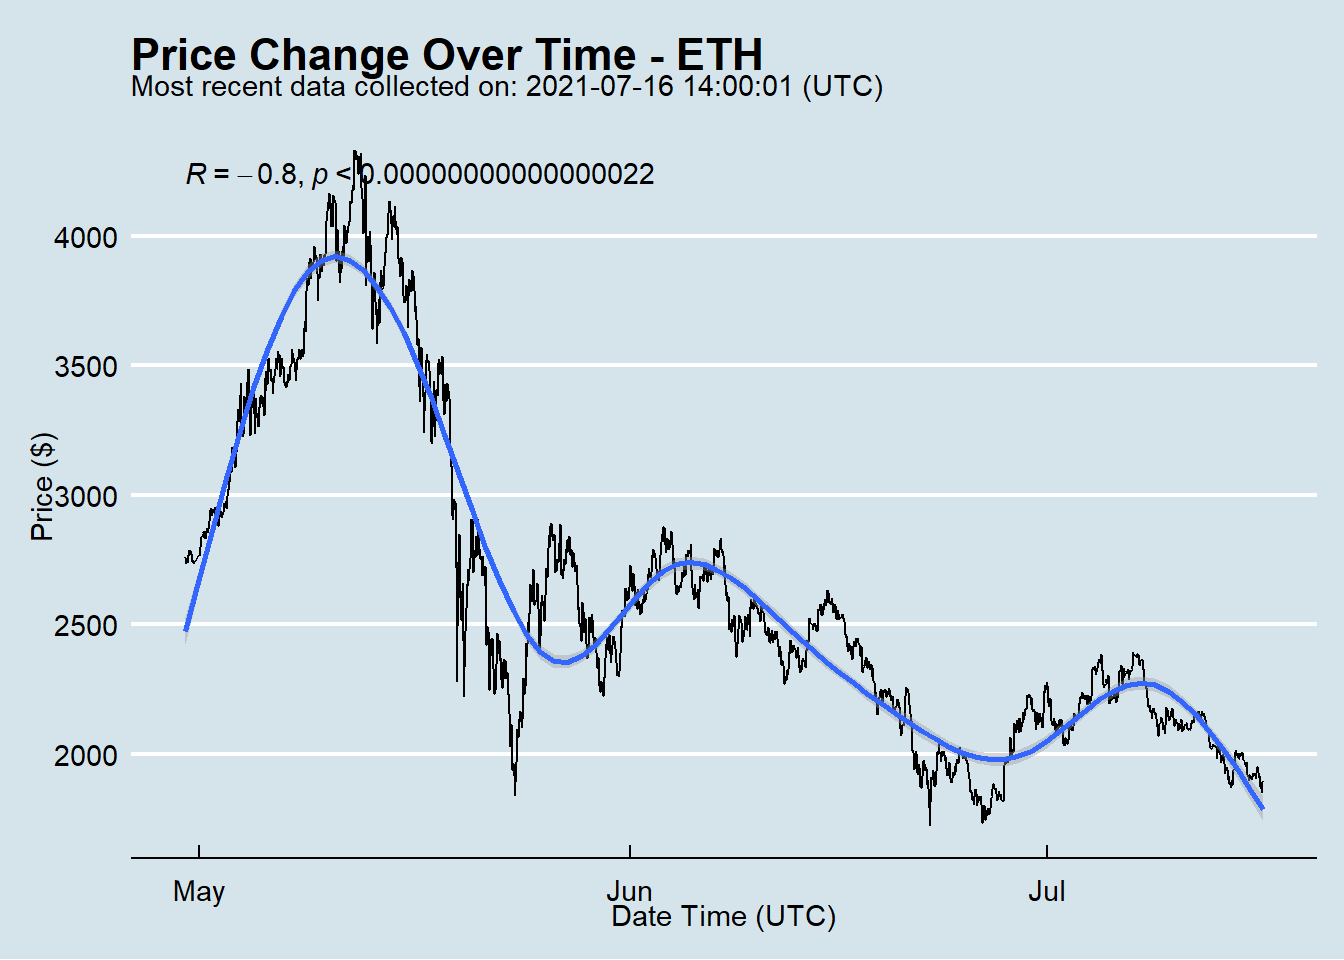 Price Change Over Time - ETH
Most recent data collected on: 2021-07-16 14:00:01 (UTC)
R = −0.8, p < 0.00000000000000022
4000
3500
3000
2500
2000
Price ($)
May
Jun
Jul
Date Time (UTC)